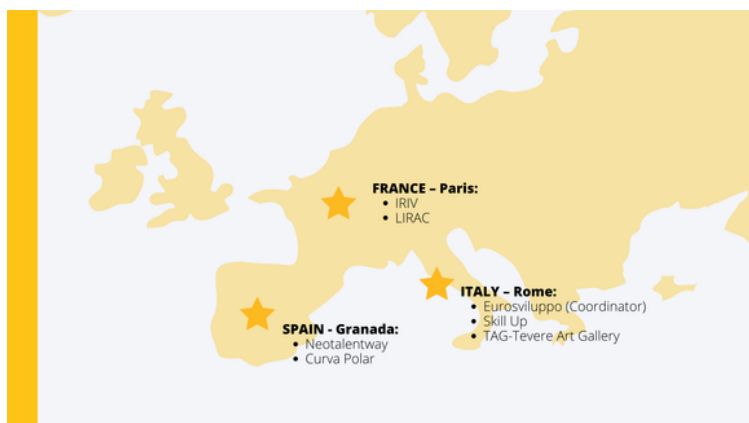 FRANCE – Paris:
• IRIV
• LIRAC
ITALY – Rome:
• Eurosviluppo (Coordinator)
• Skill Up
• TAG-Tevere Art Gallery
SPAIN - Granada:
• Neotalentway
• Curva Polar